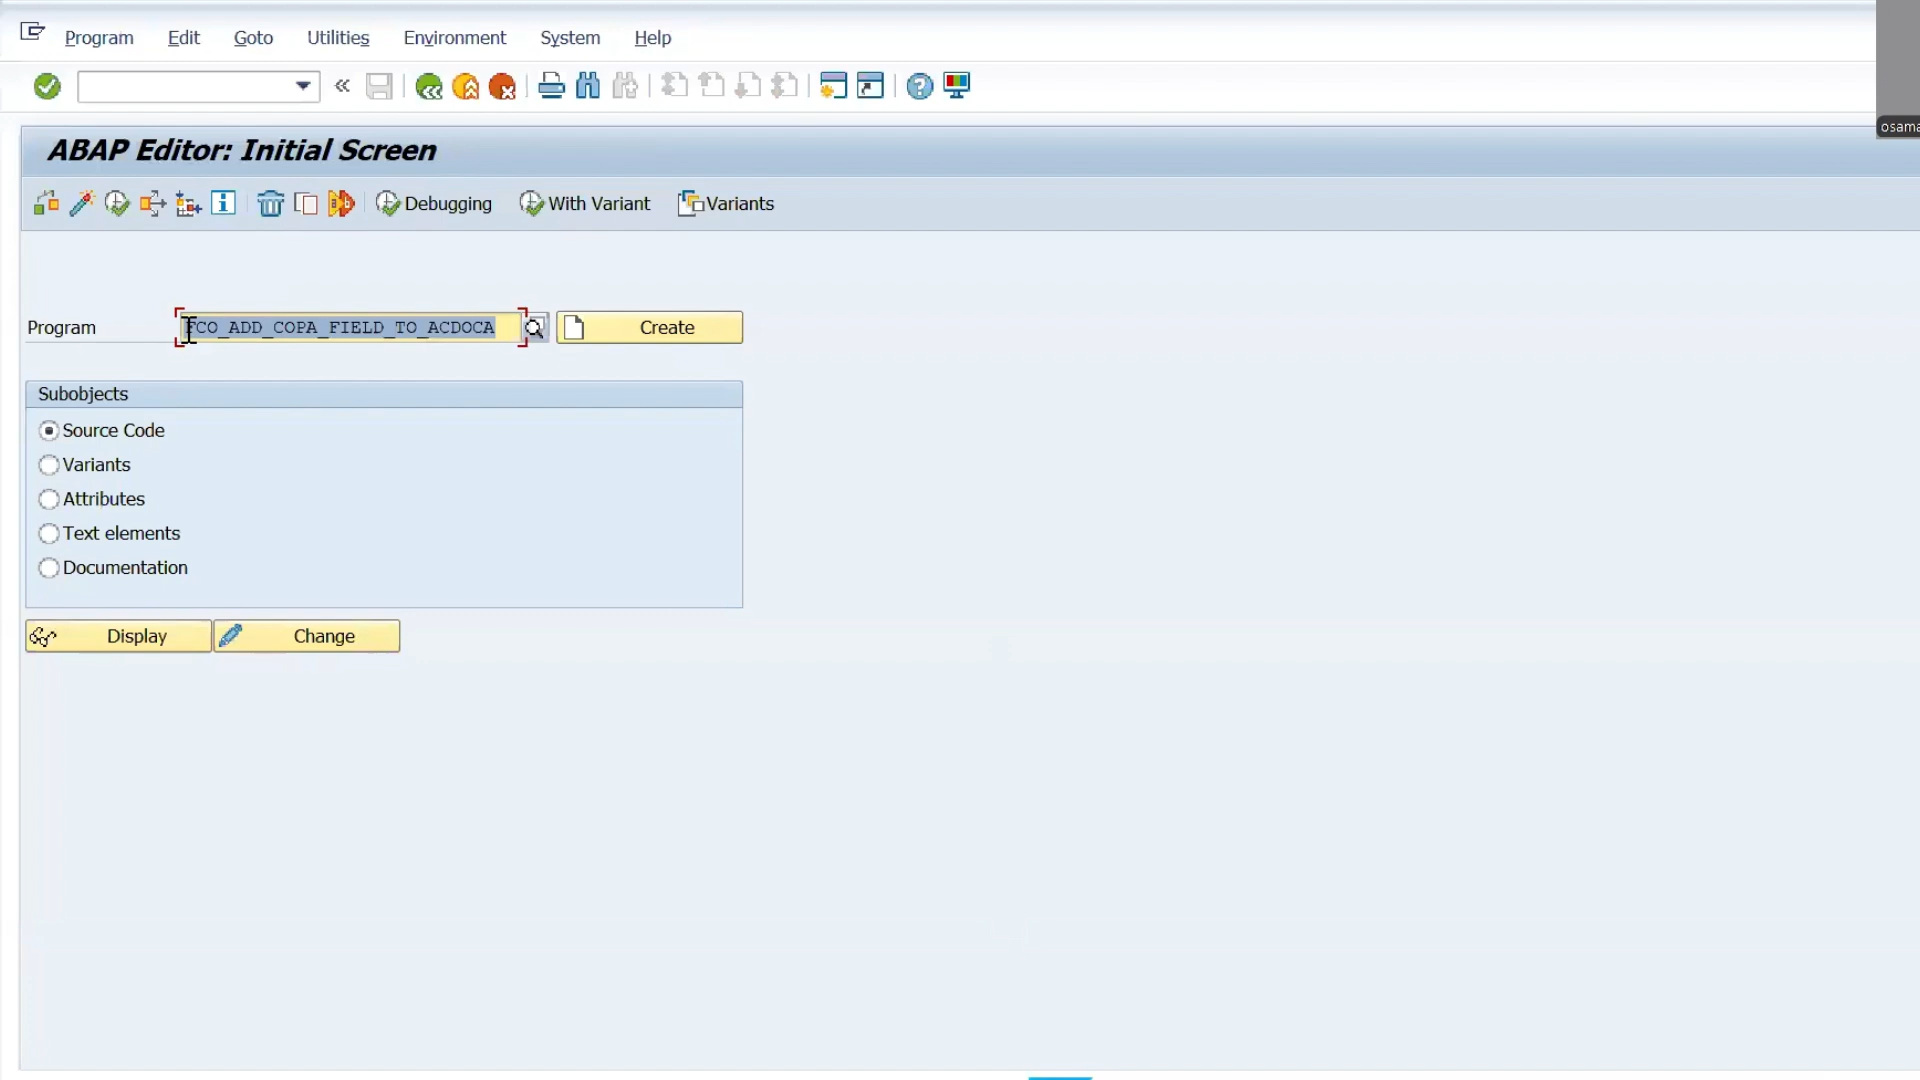 Program Edit Goto Utilities Environment System Help
osama
ABAP Editor: Initial Screen
Debugging With Variant Variants
Program FCO_ADD_COPA_FIELD_TO_ACDOCA Create
Subobjects
Source Code
Variants
Attributes
Text elements
Documentation
Display Change